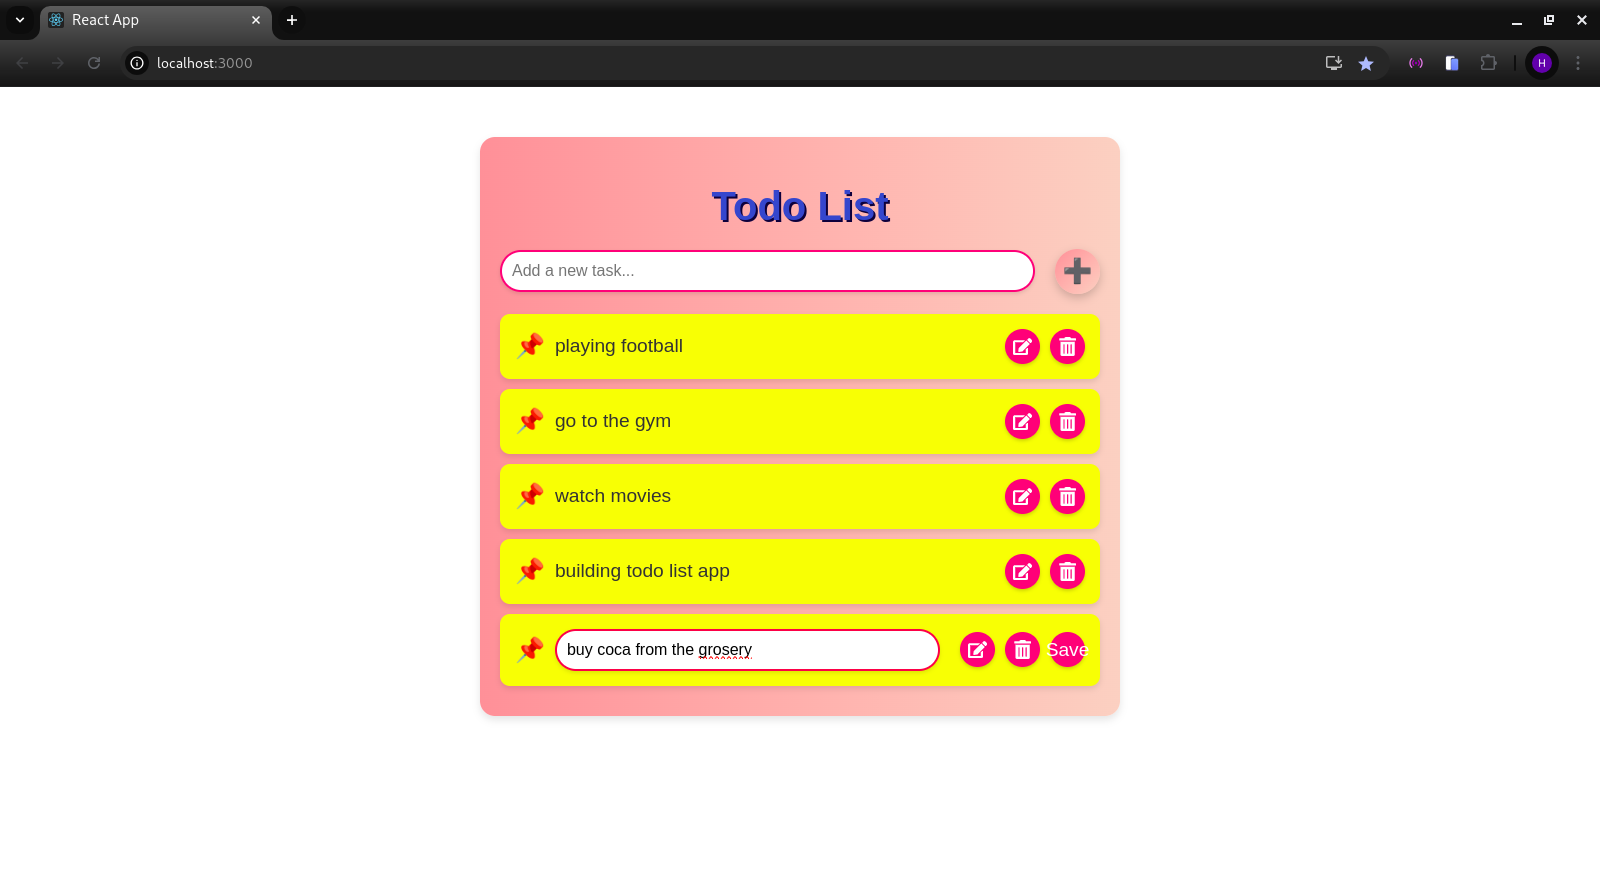 React App
localhost:3000
H
Todo List
Add a new task...
playing football
go to the gym
watch movies
building todo list app
buy coca from the grosery
Save